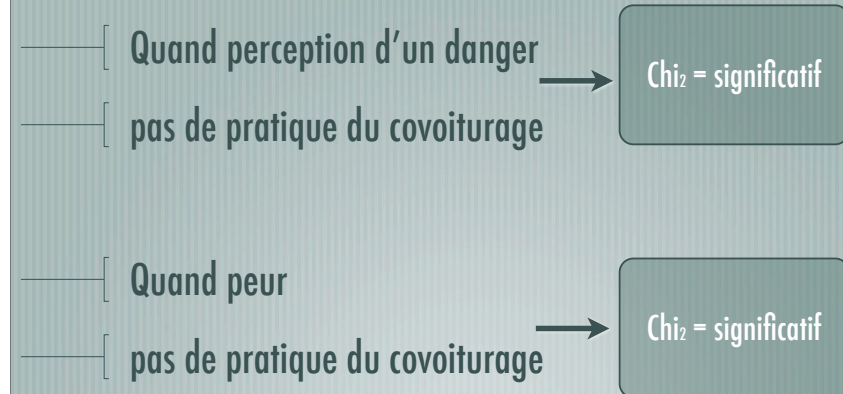 Quand perception d’un danger
pas de pratique du covoiturage
Chi₂ = significatif
Quand peur
pas de pratique du covoiturage
Chi₂ = significatif